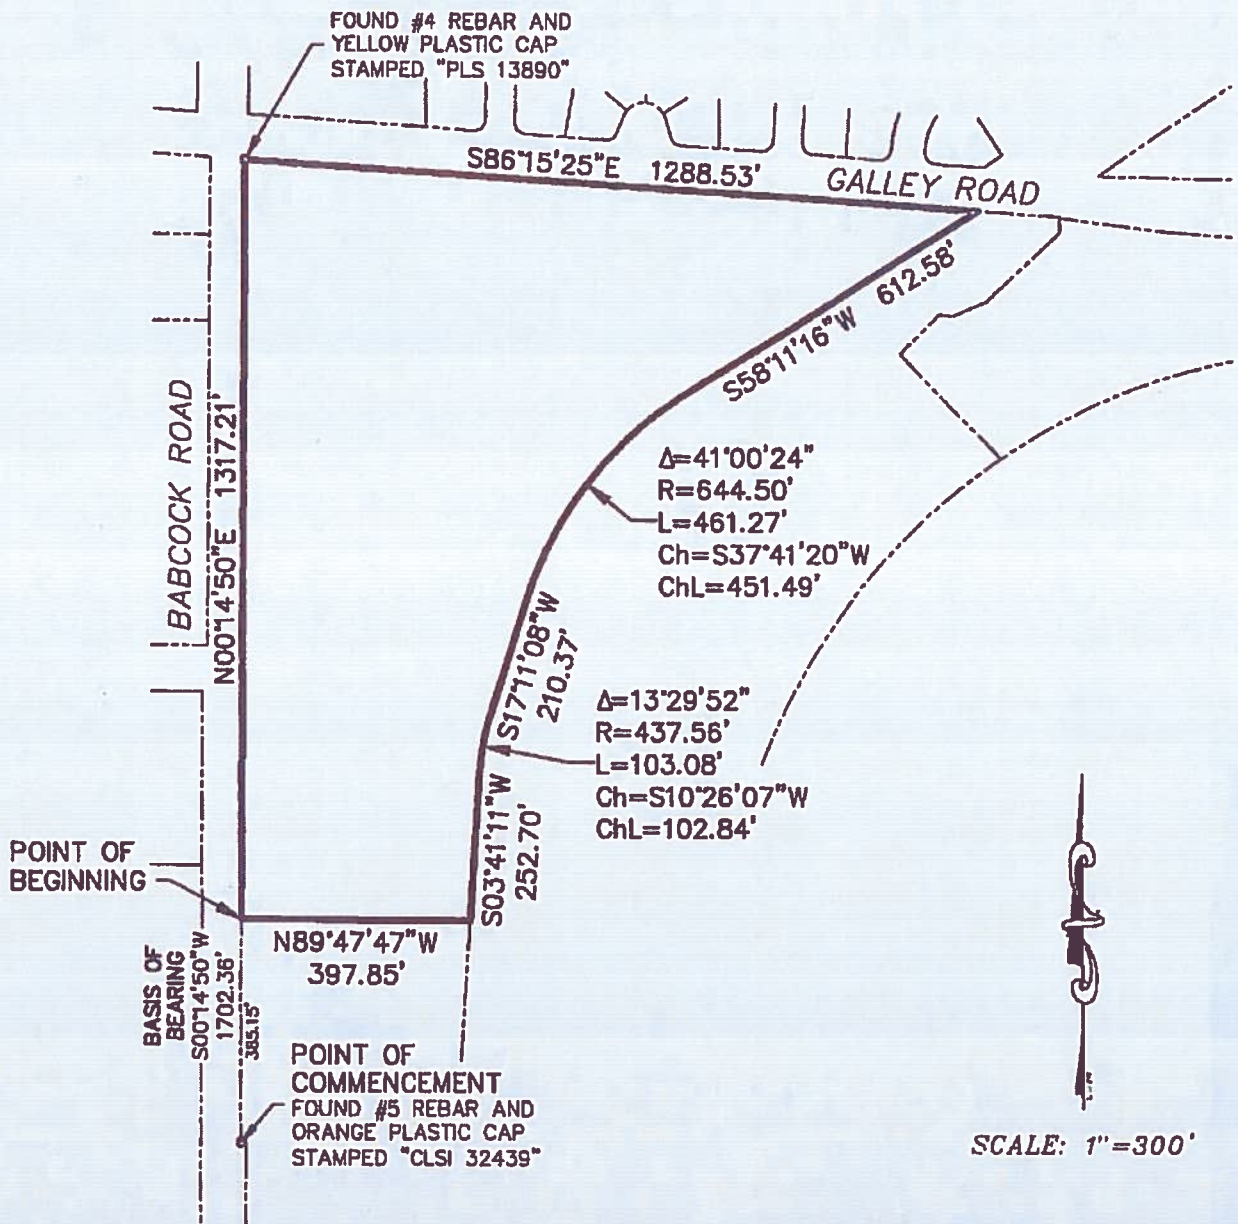 FOUND #4 REBAR AND
YELLOW PLASTIC CAP
STAMPED "PLS 13890"
S86°15'25"E 1288.53'
GALLEY ROAD
612.58'
S58°11'16"W
BABCOCK ROAD
N00°14'50"E 1317.21'
Δ=41°00'24"
R=644.50'
L=461.27'
Ch=S37°41'20"W
ChL=451.49'
S17°11'08"W
210.37'
Δ=13°29'52"
R=437.56'
L=103.08'
Ch=S10°26'07"W
ChL=102.84'
S03°41'11"W
252.70'
POINT OF
BEGINNING
N89°47'47"W
397.85'
BASIS OF
BEARING
S00°14'50"W
1702.36'
385.15'
POINT OF
COMMENCEMENT
FOUND #5 REBAR AND
ORANGE PLASTIC CAP
STAMPED "CLSI 32439"
SCALE: 1"=300'